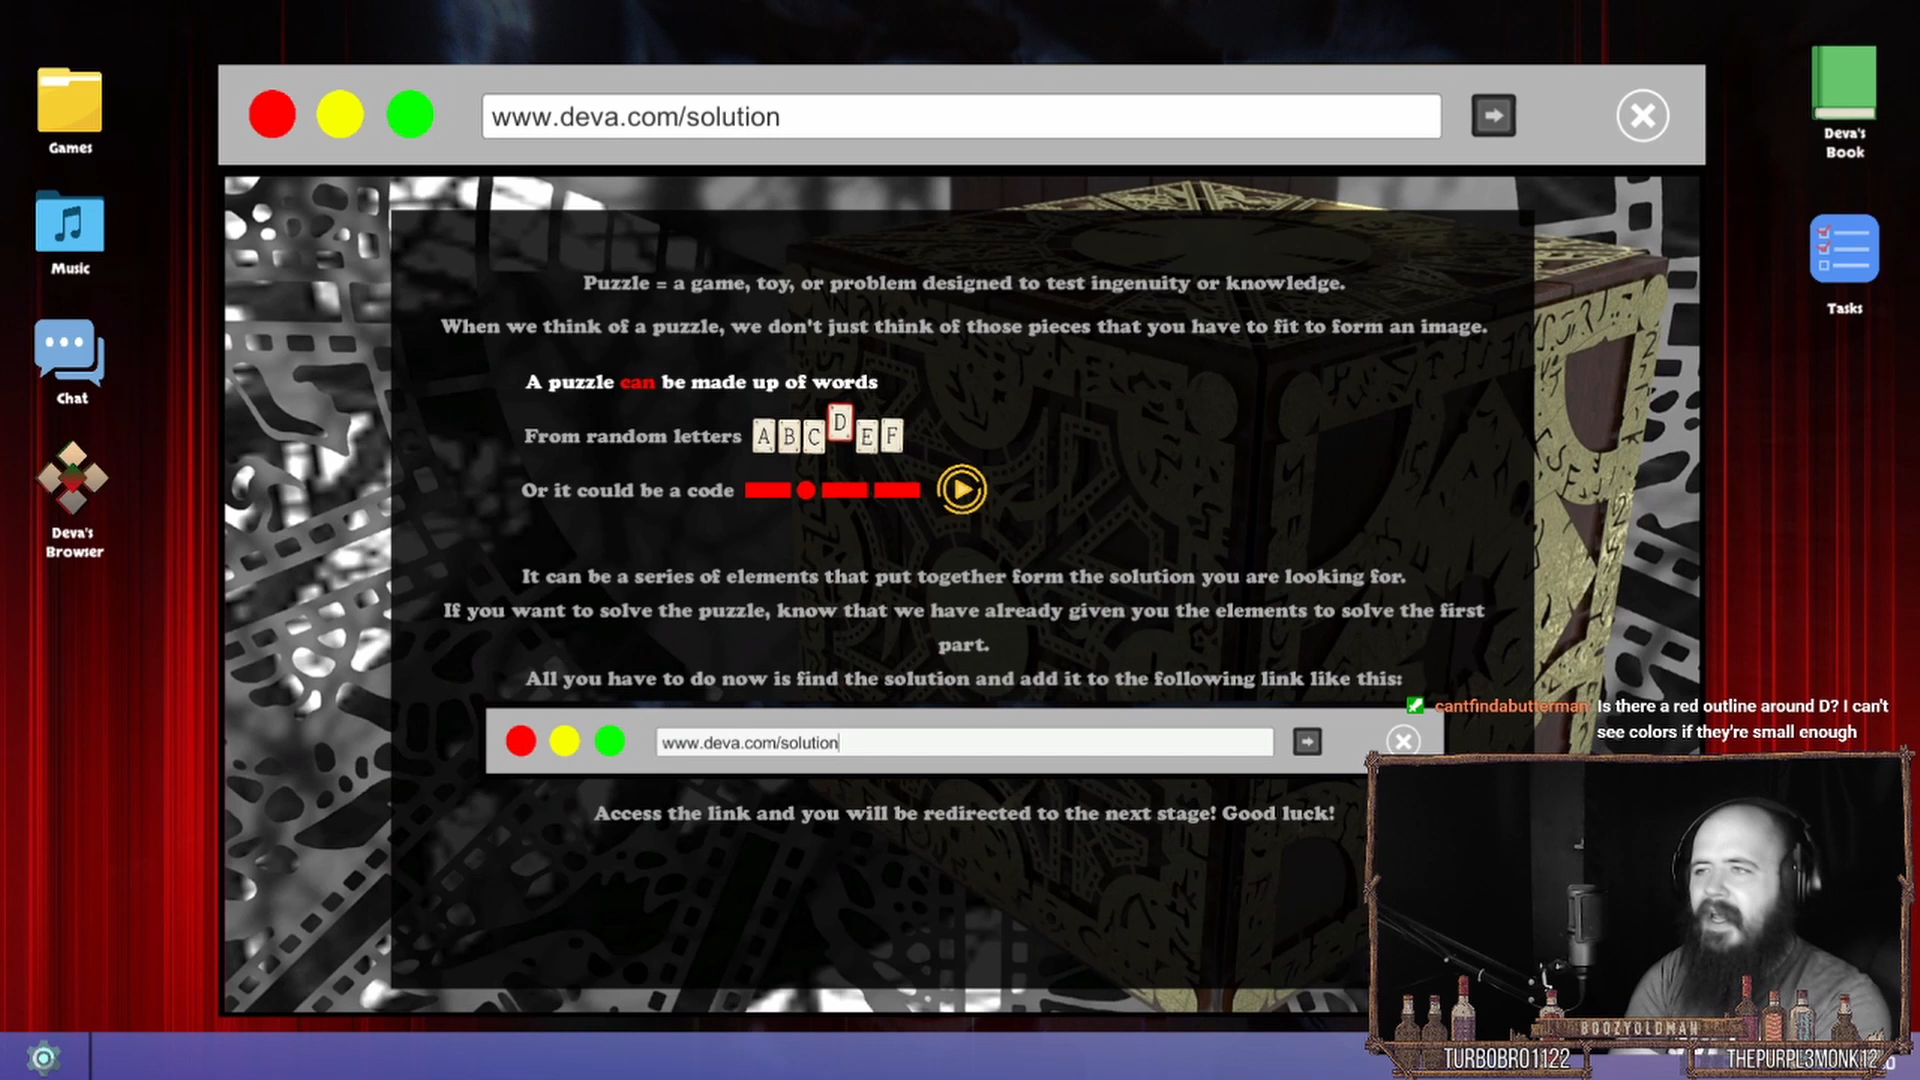 www.deva.com/solution
Games
Music
Chat
Deva's
Browser
Deva's
Book
Tasks
Puzzle = a game, toy, or problem designed to test ingenuity or knowledge.
When we think of a puzzle, we don't just think of those pieces that you have to fit to form an image.
A puzzle can be made up of words
From random letters A B C D E F
Or it could be a code
It can be a series of elements that put together form the solution you are looking for.
If you want to solve the puzzle, know that we have already given you the elements to solve the first
part.
All you have to do now is find the solution and add it to the following link like this:
www.deva.com/solution
Access the link and you will be redirected to the next stage! Good luck!
cantfindabutterman Is there a red outline around D? I can't
see colors if they're small enough
BOOZYOLDMAN
TURBOBRO1122
THEPURPL3MONK12